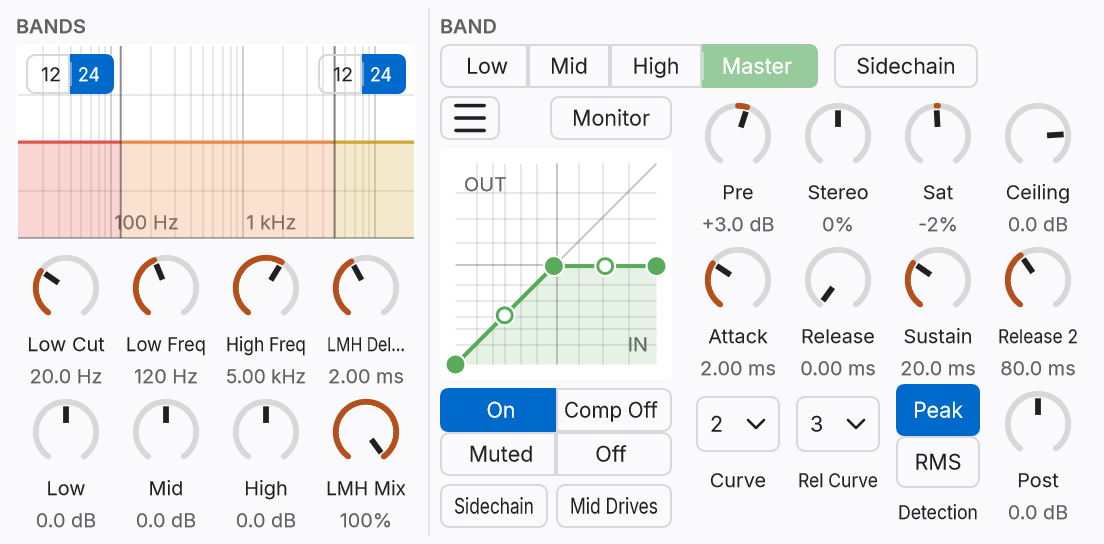 BANDS
12 24
12 24
100 Hz
1 kHz
Low Cut
20.0 Hz
Low Freq
120 Hz
High Freq
5.00 kHz
LMH Del...
2.00 ms
Low
0.0 dB
Mid
0.0 dB
High
0.0 dB
LMH Mix
100%
BAND
Low
Mid
High
Master
Sidechain
Monitor
OUT
IN
On
Comp Off
Muted
Off
Sidechain
Mid Drives
Pre
+3.0 dB
Stereo
0%
Sat
-2%
Ceiling
0.0 dB
Attack
2.00 ms
Release
0.00 ms
Sustain
20.0 ms
Release 2
80.0 ms
2
Curve
3
Rel Curve
Peak
RMS
Detection
Post
0.0 dB